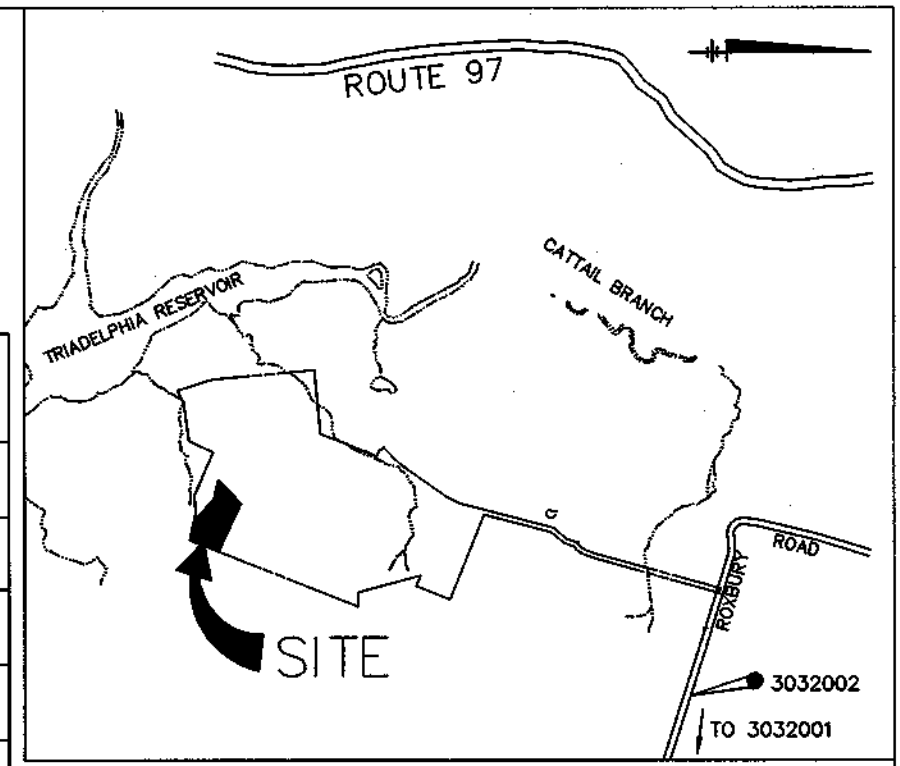 ROUTE 97
CATTAIL BRANCH
TRIADELPHIA RESERVOIR
ROAD
ROXBURY
SITE
3032002
TO 3032001